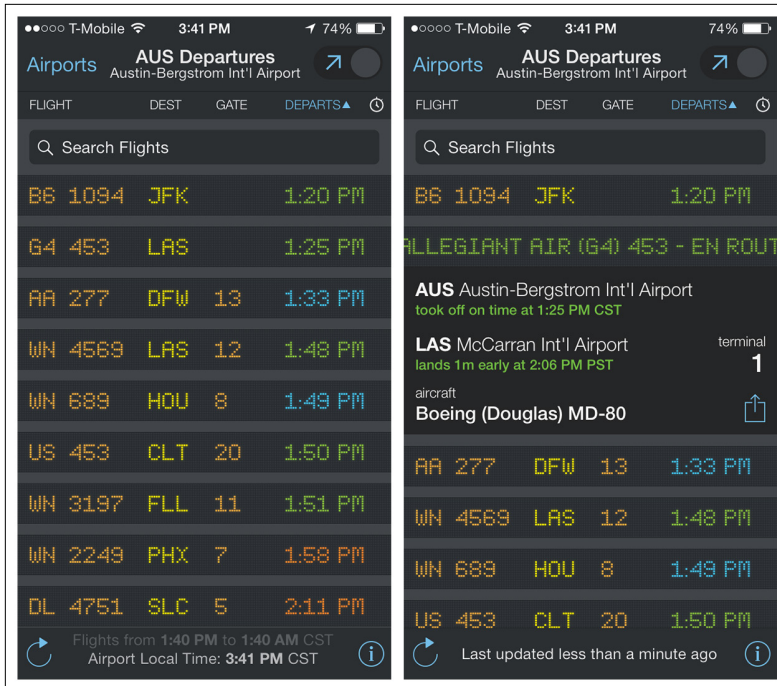 ●●○○○ T-Mobile 3:41 PM 74%
Airports AUS Departures
Austin-Bergstrom Int'l Airport
FLIGHT DEST GATE DEPARTS▲
Search Flights
B6 1094 JFK 1:20 PM
G4 453 LAS 1:25 PM
AA 277 DFW 13 1:33 PM
WN 4569 LAS 12 1:48 PM
WN 689 HOU 8 1:49 PM
US 453 CLT 20 1:50 PM
WN 3197 FLL 11 1:51 PM
WN 2249 PHX 7 1:58 PM
DL 4751 SLC 5 2:11 PM
Flights from 1:40 PM to 1:40 AM CST
Airport Local Time: 3:41 PM CST
●○○○○ T-Mobile 3:41 PM 74%
Airports AUS Departures
Austin-Bergstrom Int'l Airport
FLIGHT DEST GATE DEPARTS▲
Search Flights
B6 1094 JFK 1:20 PM
ALLEGIANT AIR (G4) 453 - EN ROUT
AUS Austin-Bergstrom Int'l Airport
took off on time at 1:25 PM CST
LAS McCarran Int'l Airport terminal
lands 1m early at 2:06 PM PST 1
aircraft
Boeing (Douglas) MD-80
AA 277 DFW 13 1:33 PM
WN 4569 LAS 12 1:48 PM
WN 689 HOU 8 1:49 PM
US 453 CLT 20 1:50 PM
Last updated less than a minute ago